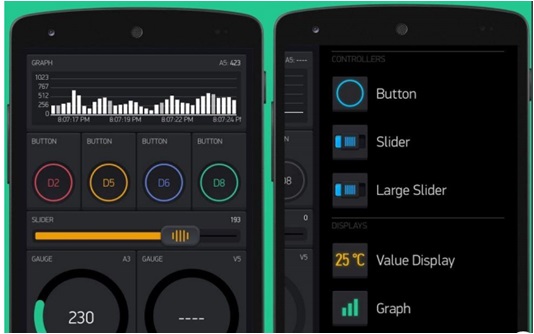 GRAPH A5: 423
1023
767
512
256
0
8:07:17 PM 8:07:19 PM 8:07:22 PM 8:07:24 PM
BUTTON BUTTON BUTTON BUTTON
D2 D5 D6 D8
SLIDER 193
GAUGE A3 GAUGE V5
230 ----
A5: ----
N
D8
0
V5
CONTROLLERS
Button
Slider
Large Slider
DISPLAYS
25 °C Value Display
Graph